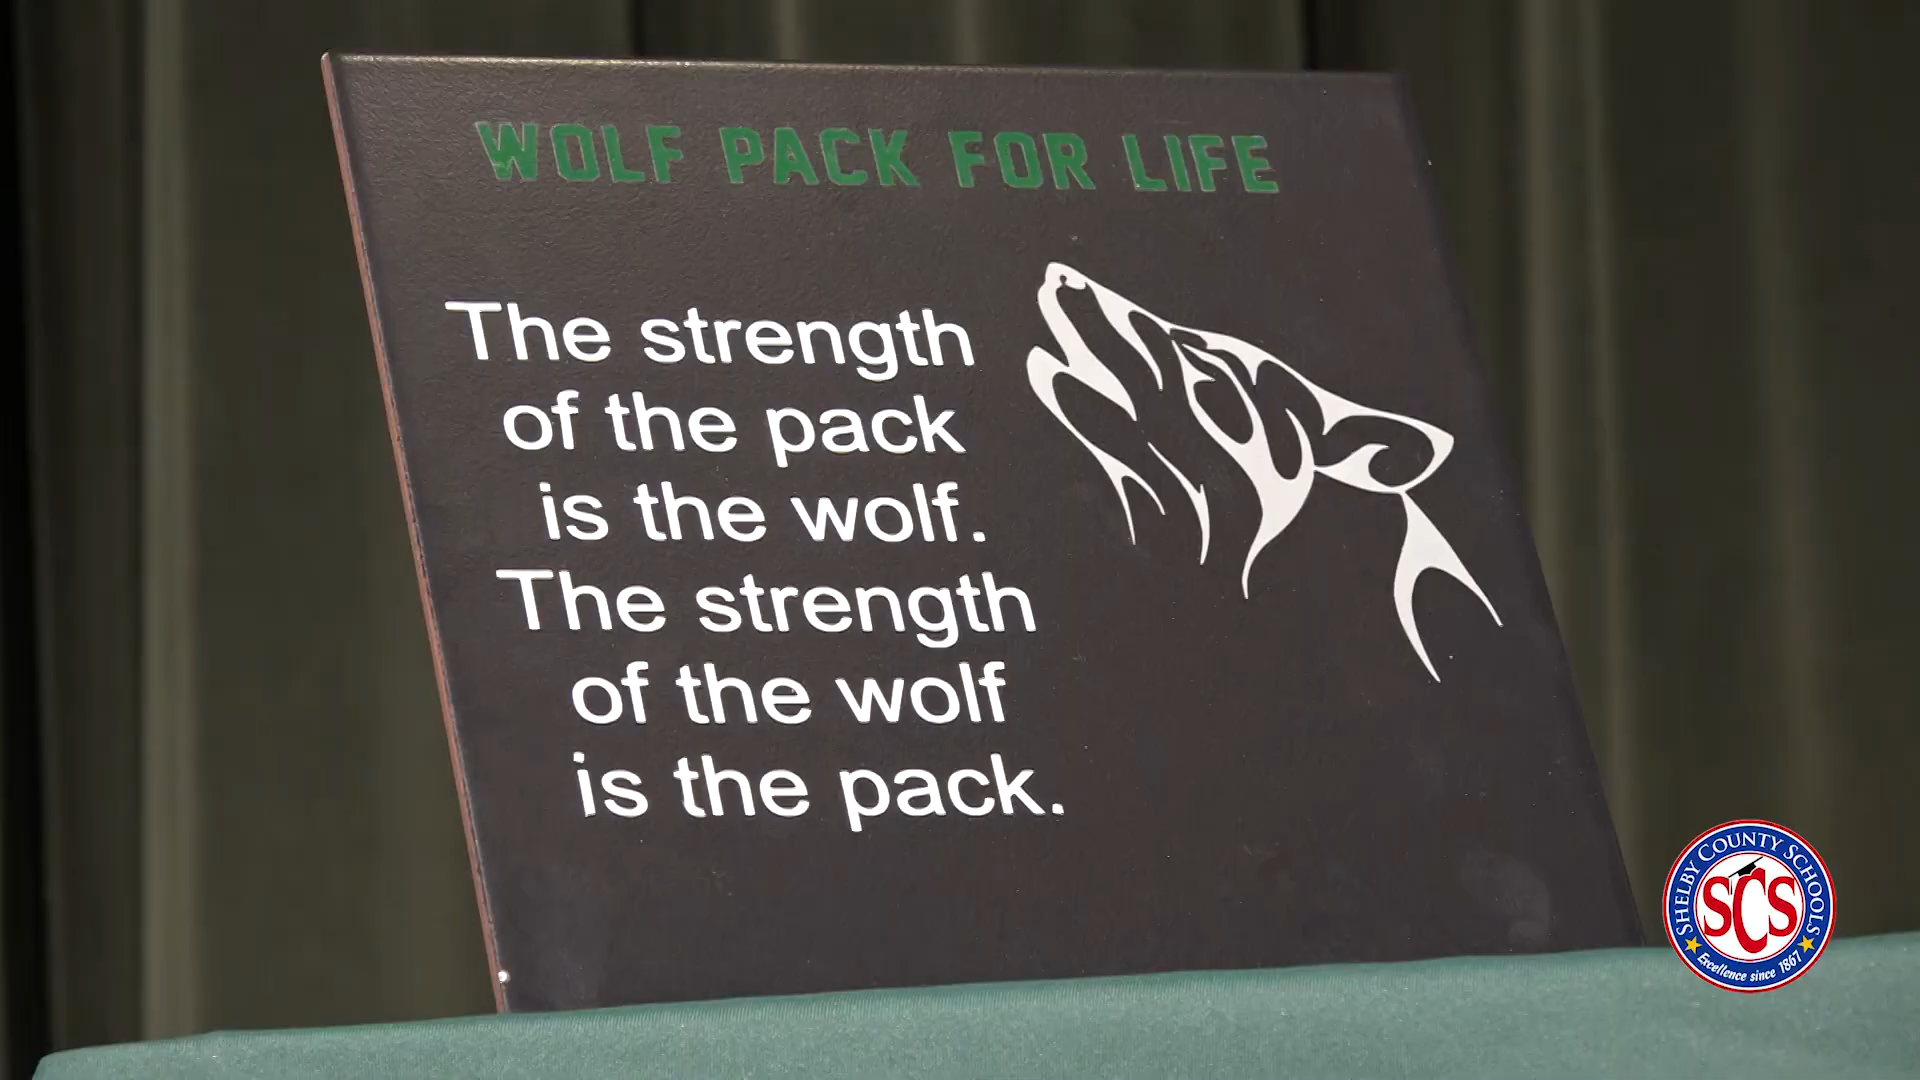 WOLF PACK FOR LIFE
The strength
of the pack
is the wolf.
The strength
of the wolf
is the pack.
SHELBY COUNTY SCHOOLS
SCS
Excellence since 1867